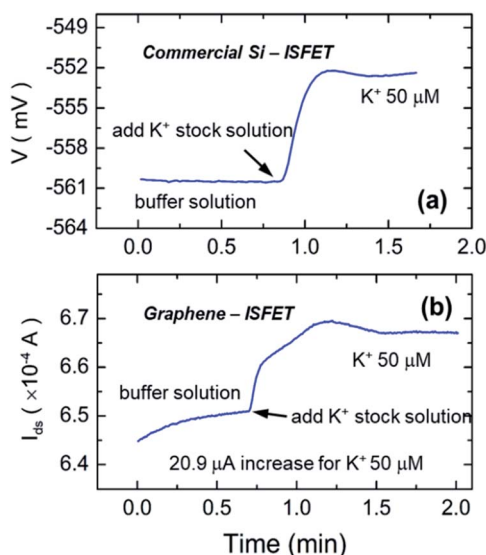 -549
-552
-555
-558
-561
-564
V ( mV )
Commercial Si – ISFET
K⁺ 50 μM
add K⁺ stock solution
buffer solution
(a)
0.0 0.5 1.0 1.5 2.0
6.7
6.6
6.5
6.4
I_ds ( ×10⁻⁴ A )
(b)
Graphene – ISFET
K⁺ 50 μM
buffer solution
add K⁺ stock solution
20.9 μA increase for K⁺ 50 μM
0.0 0.5 1.0 1.5 2.0
Time (min)